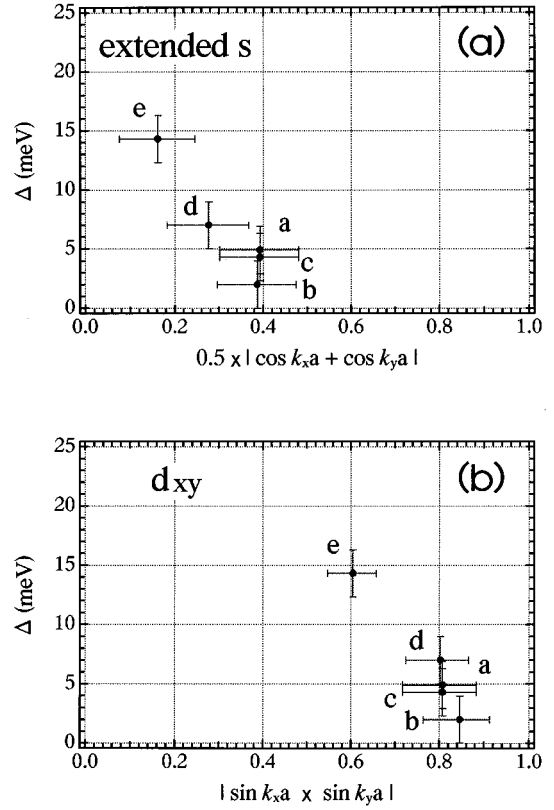 extended s
(a)
25
20
15
10
5
0
Δ (meV)
e
d
a
c
b
0.0 0.2 0.4 0.6 0.8 1.0
0.5 x | cos kxa + cos kya |
dxy
(b)
25
20
15
10
5
0
Δ (meV)
e
d
a
c
b
0.0 0.2 0.4 0.6 0.8 1.0
| sin kxa x sin kya |